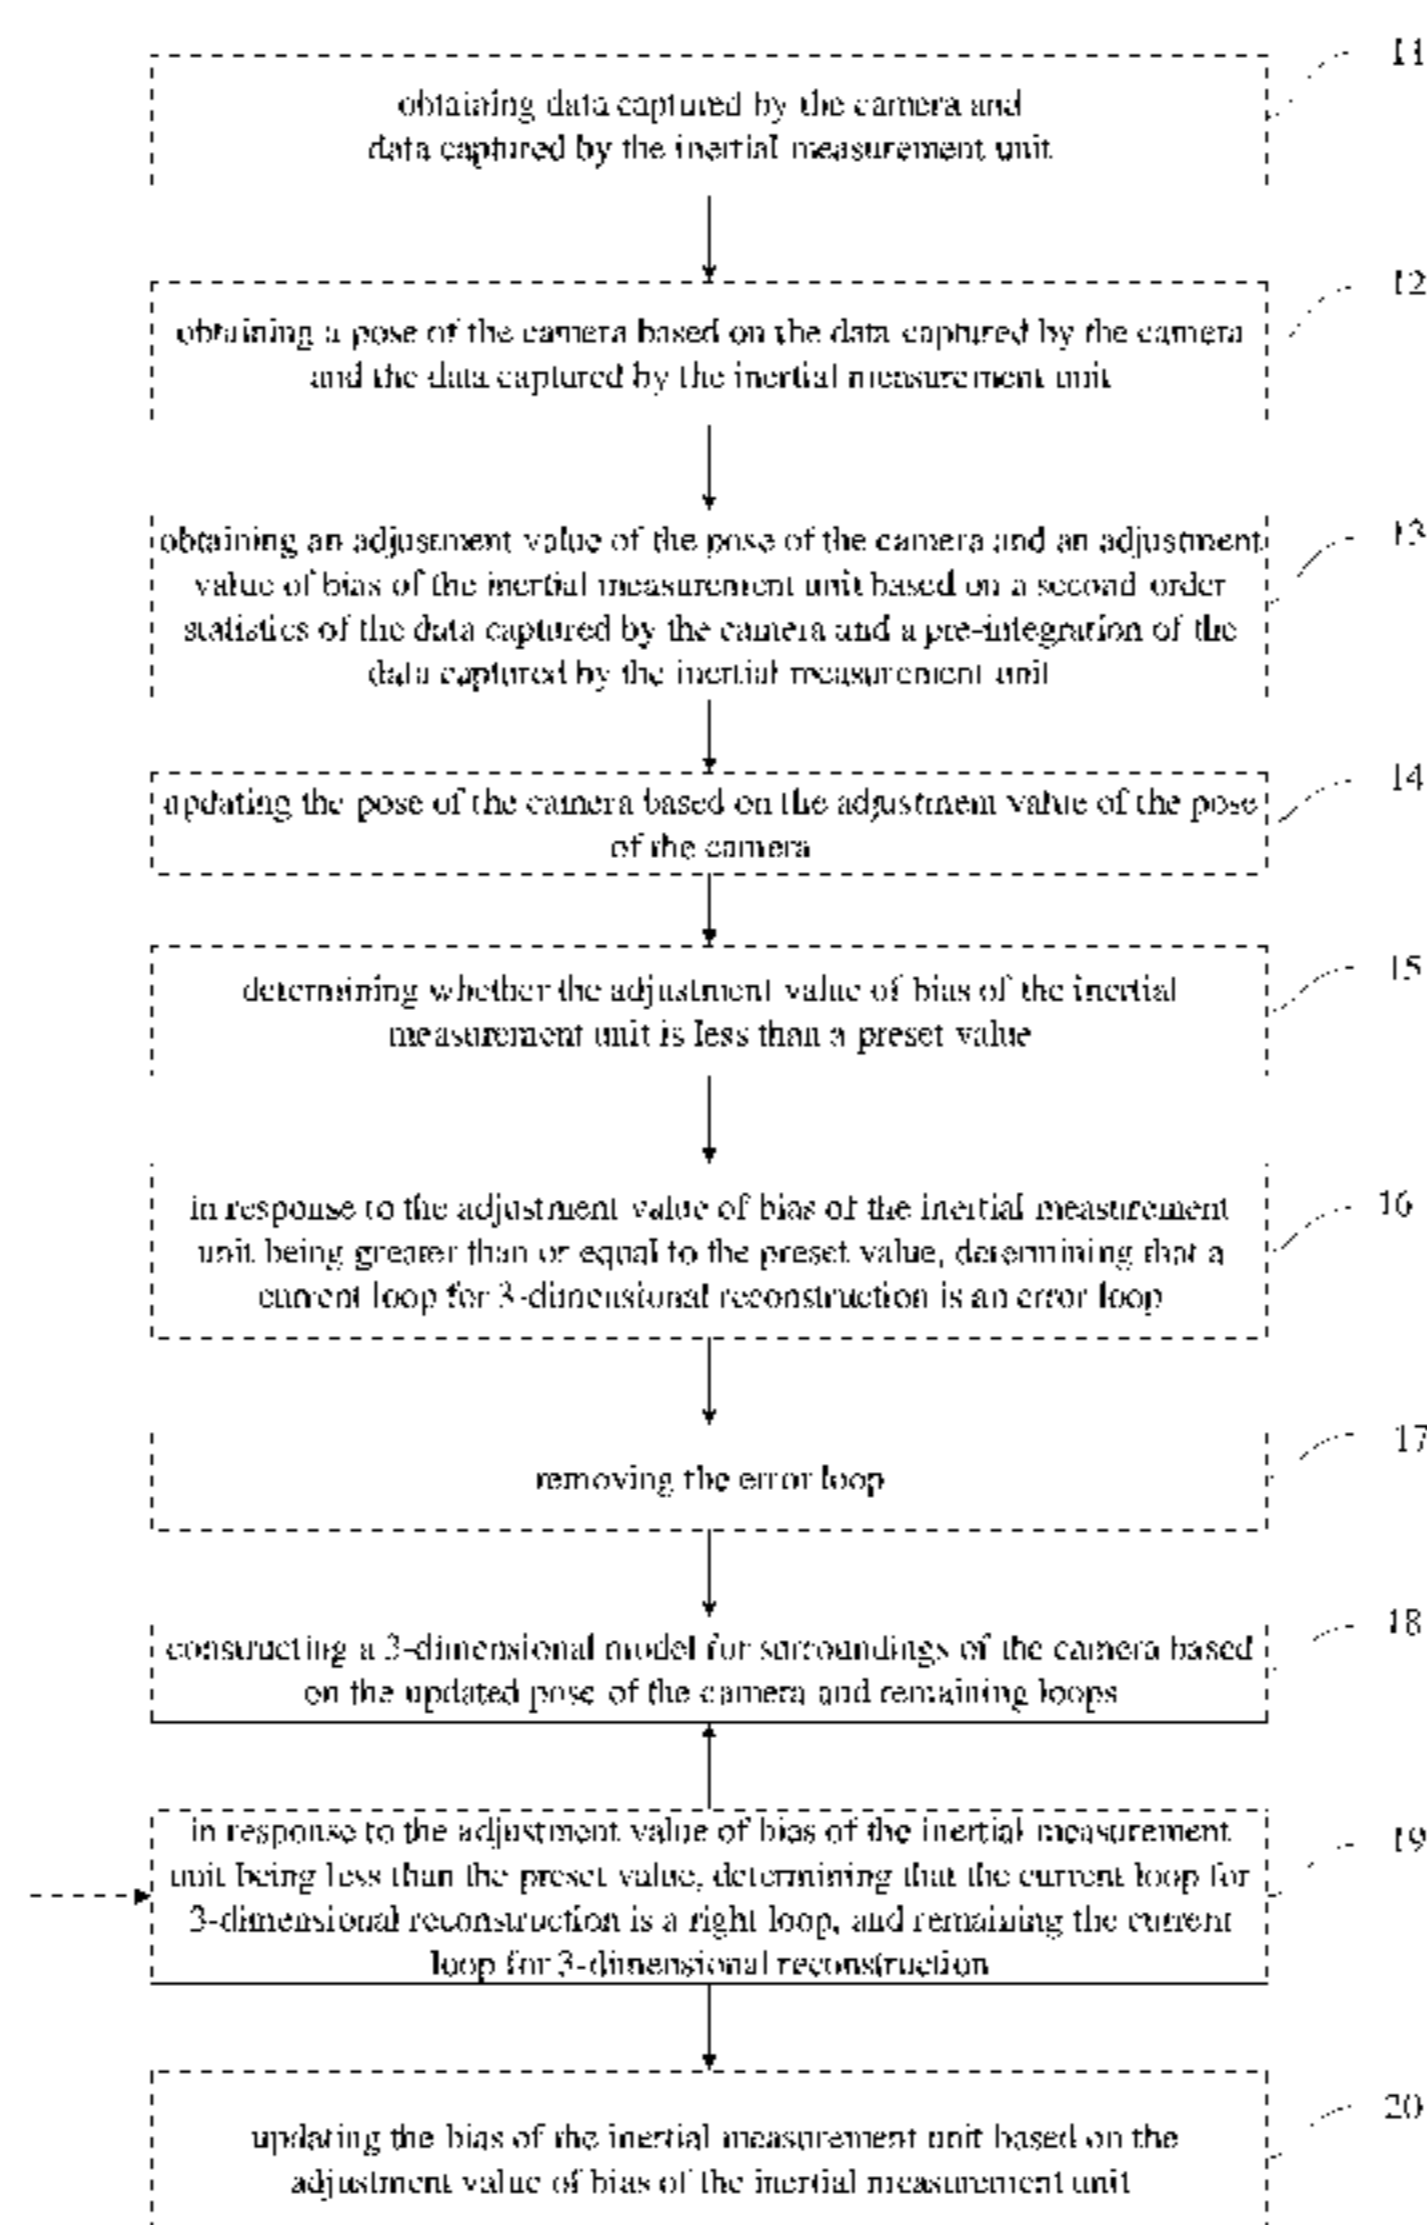 11
obtaining data captured by the camera and
data captured by the inertial measurement unit
12
obtaining a pose of the camera based on the data captured by the camera
and the data captured by the inertial measurement unit
13
obtaining an adjustment value of the pose of the camera and an adjustment
value of bias of the inertial measurement unit based on a second-order
statistics of the data captured by the camera and a pre-integration of the
data captured by the inertial measurement unit
14
updating the pose of the camera based on the adjustment value of the pose
of the camera
15
determining whether the adjustment value of bias of the inertial
measurement unit is less than a preset value
16
in response to the adjustment value of bias of the inertial measurement
unit being greater than or equal to the preset value, determining that a
current loop for 3-dimensional reconstruction is an error loop
17
removing the error loop
18
constructing a 3-dimensional model for surroundings of the camera based
on the updated pose of the camera and remaining loops
19
in response to the adjustment value of bias of the inertial measurement
unit being less than the preset value, determining that the current loop for
3-dimensional reconstruction is a right loop, and remaining the current
loop for 3-dimensional reconstruction
20
updating the bias of the inertial measurement unit based on the
adjustment value of bias of the inertial measurement unit